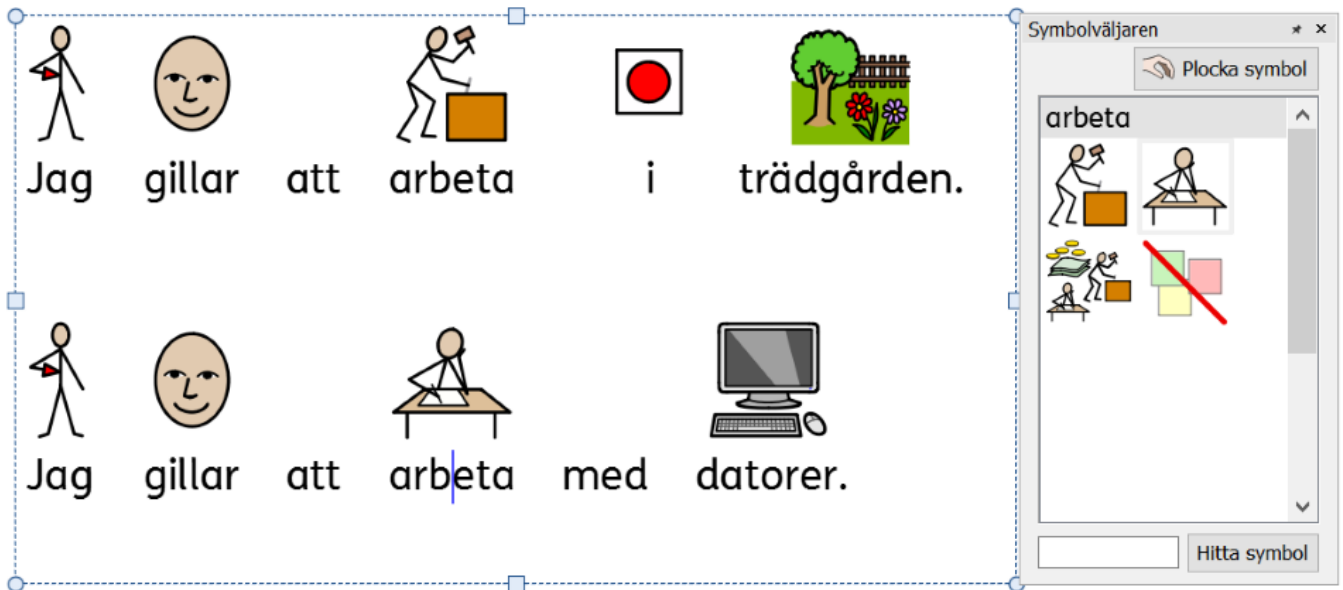 Jag gillar att arbeta i trädgården.
Jag gillar att arbeta med datorer.
Symbolväljaren
Plocka symbol
arbeta
Hitta symbol